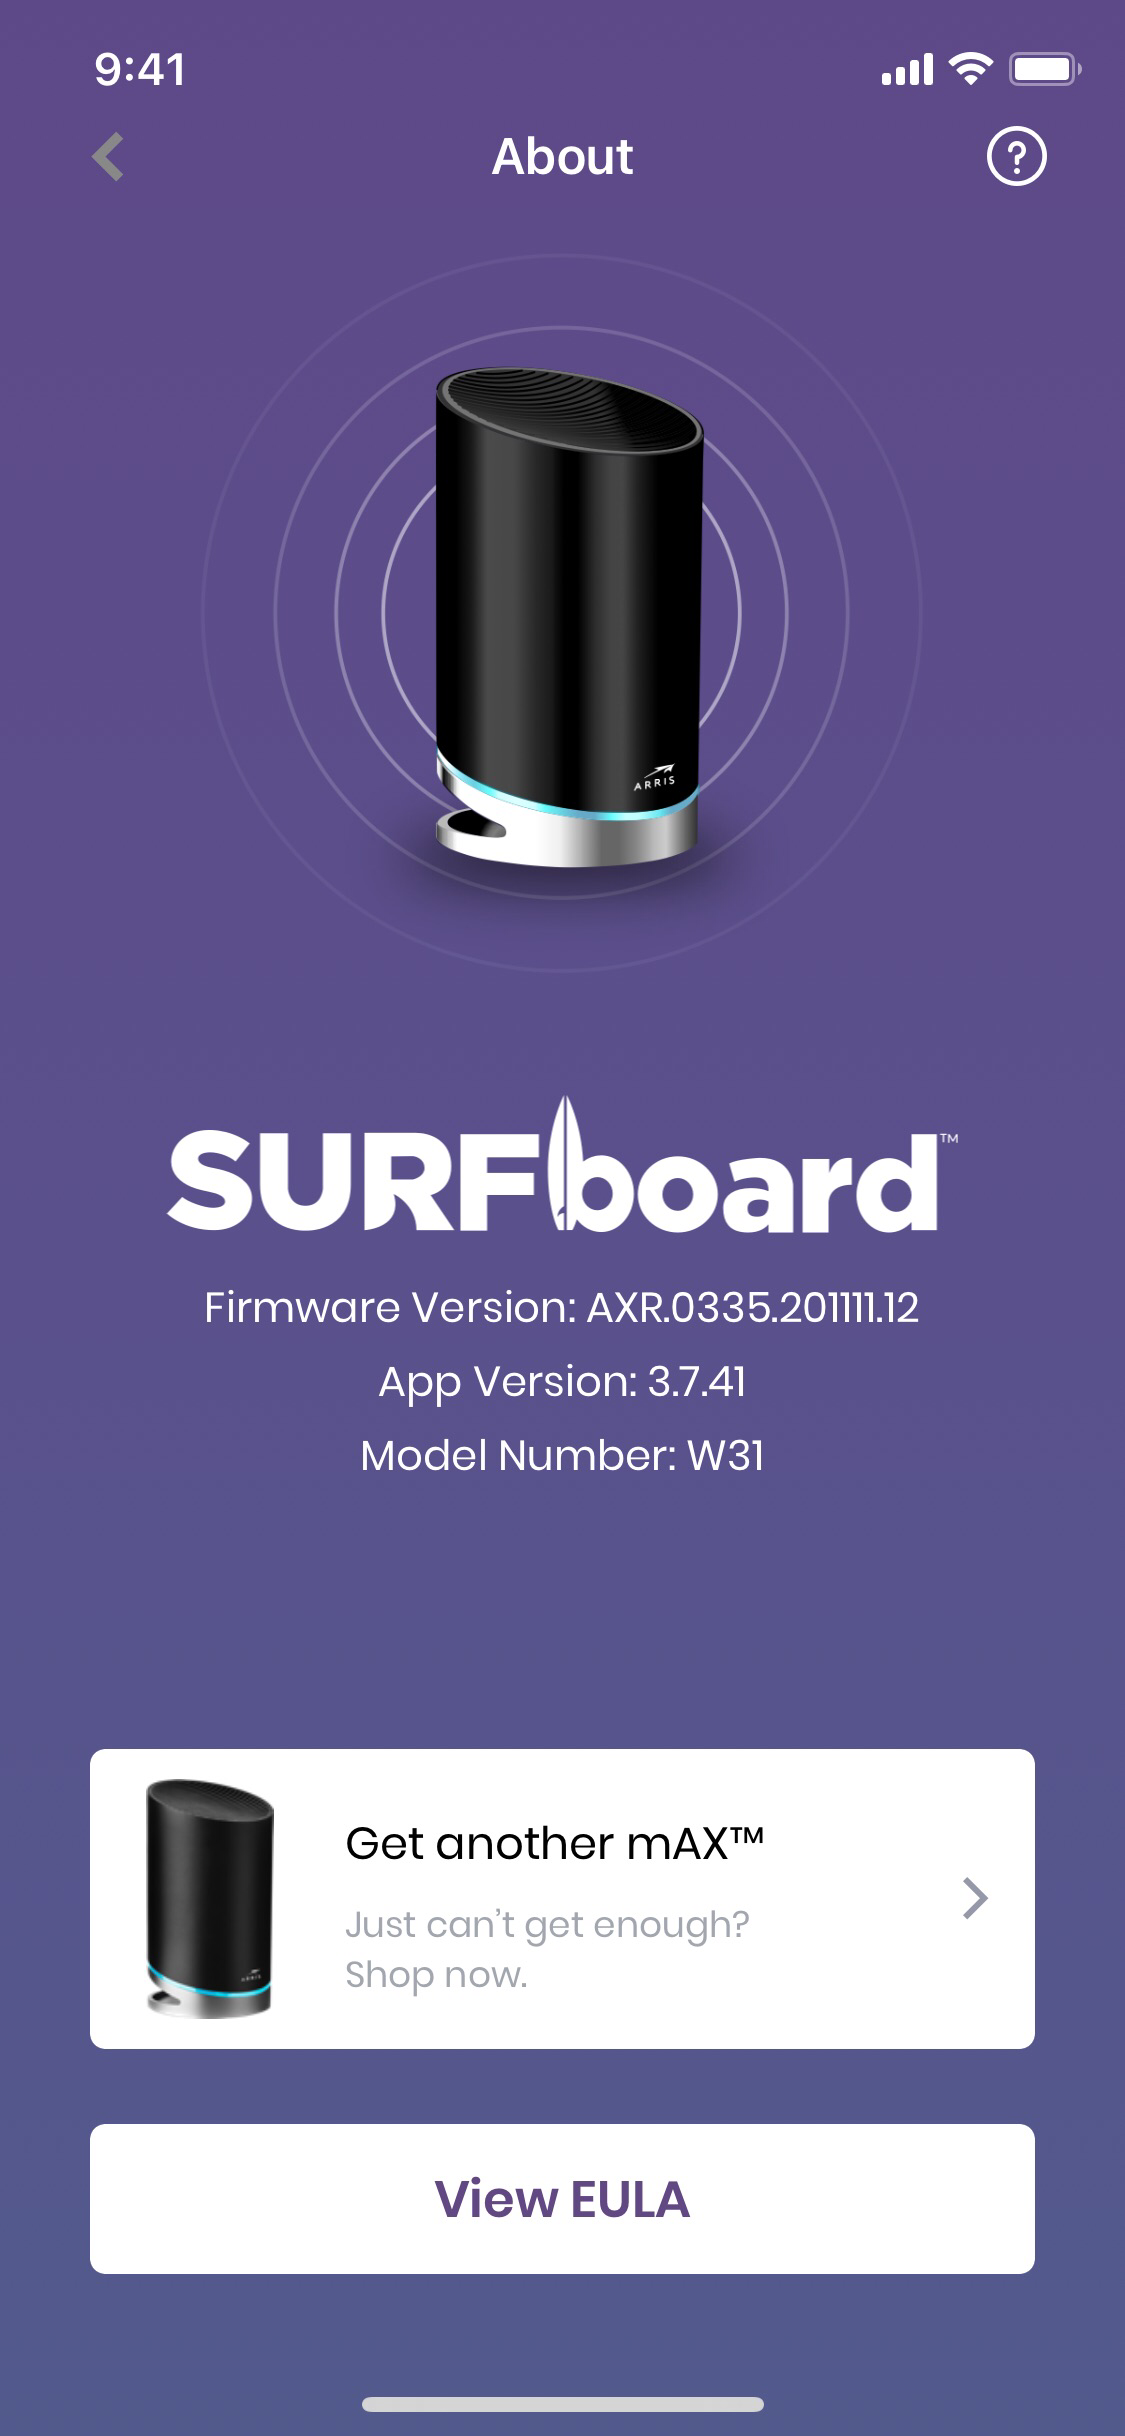 9:41
About
ARRIS
SURFboard™
Firmware Version: AXR.0335.201111.12
App Version: 3.7.41
Model Number: W31
Get another mAX™
Just can't get enough?
Shop now.
ARRIS
View EULA